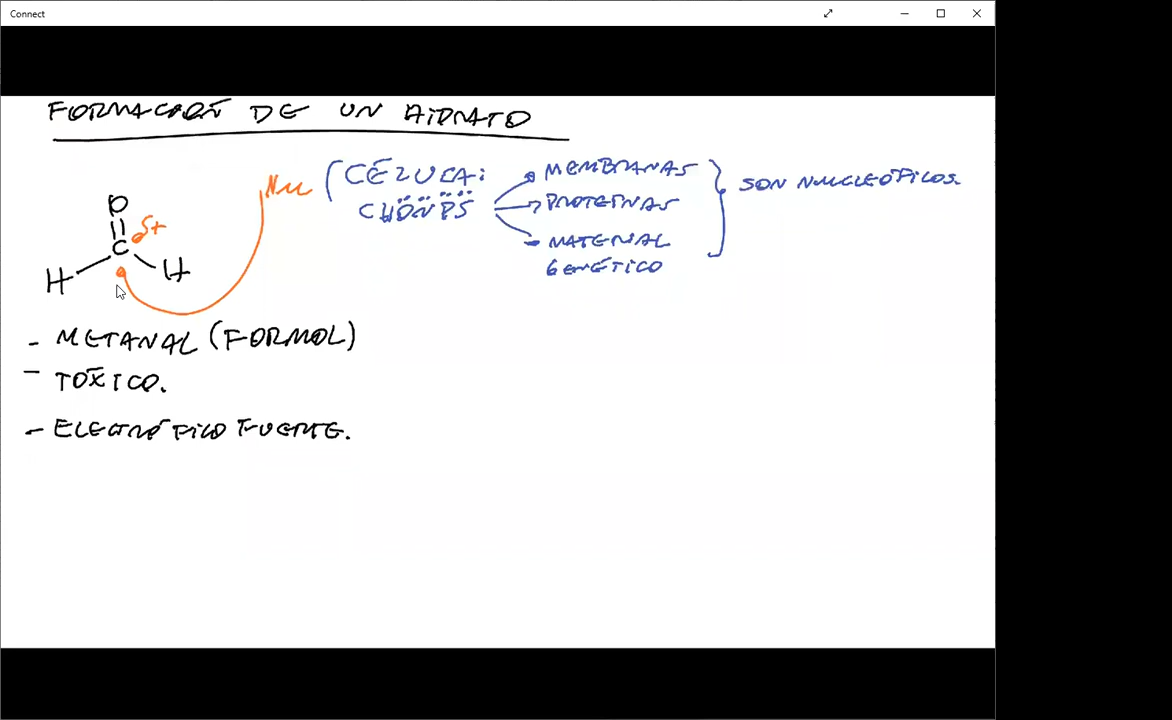 Connect
FORMACIÓN DE UN HIDRATO
O
δ+
C
H H
Nu (CÉLULA:
CHONPS
MEMBRANAS
PROTEÍNAS
MATERIAL
GENÉTICO
SON NUCLEÓFILOS.
- METANAL (FORMOL)
- TÓXICO.
- ELECTRÓFILO FUERTE.